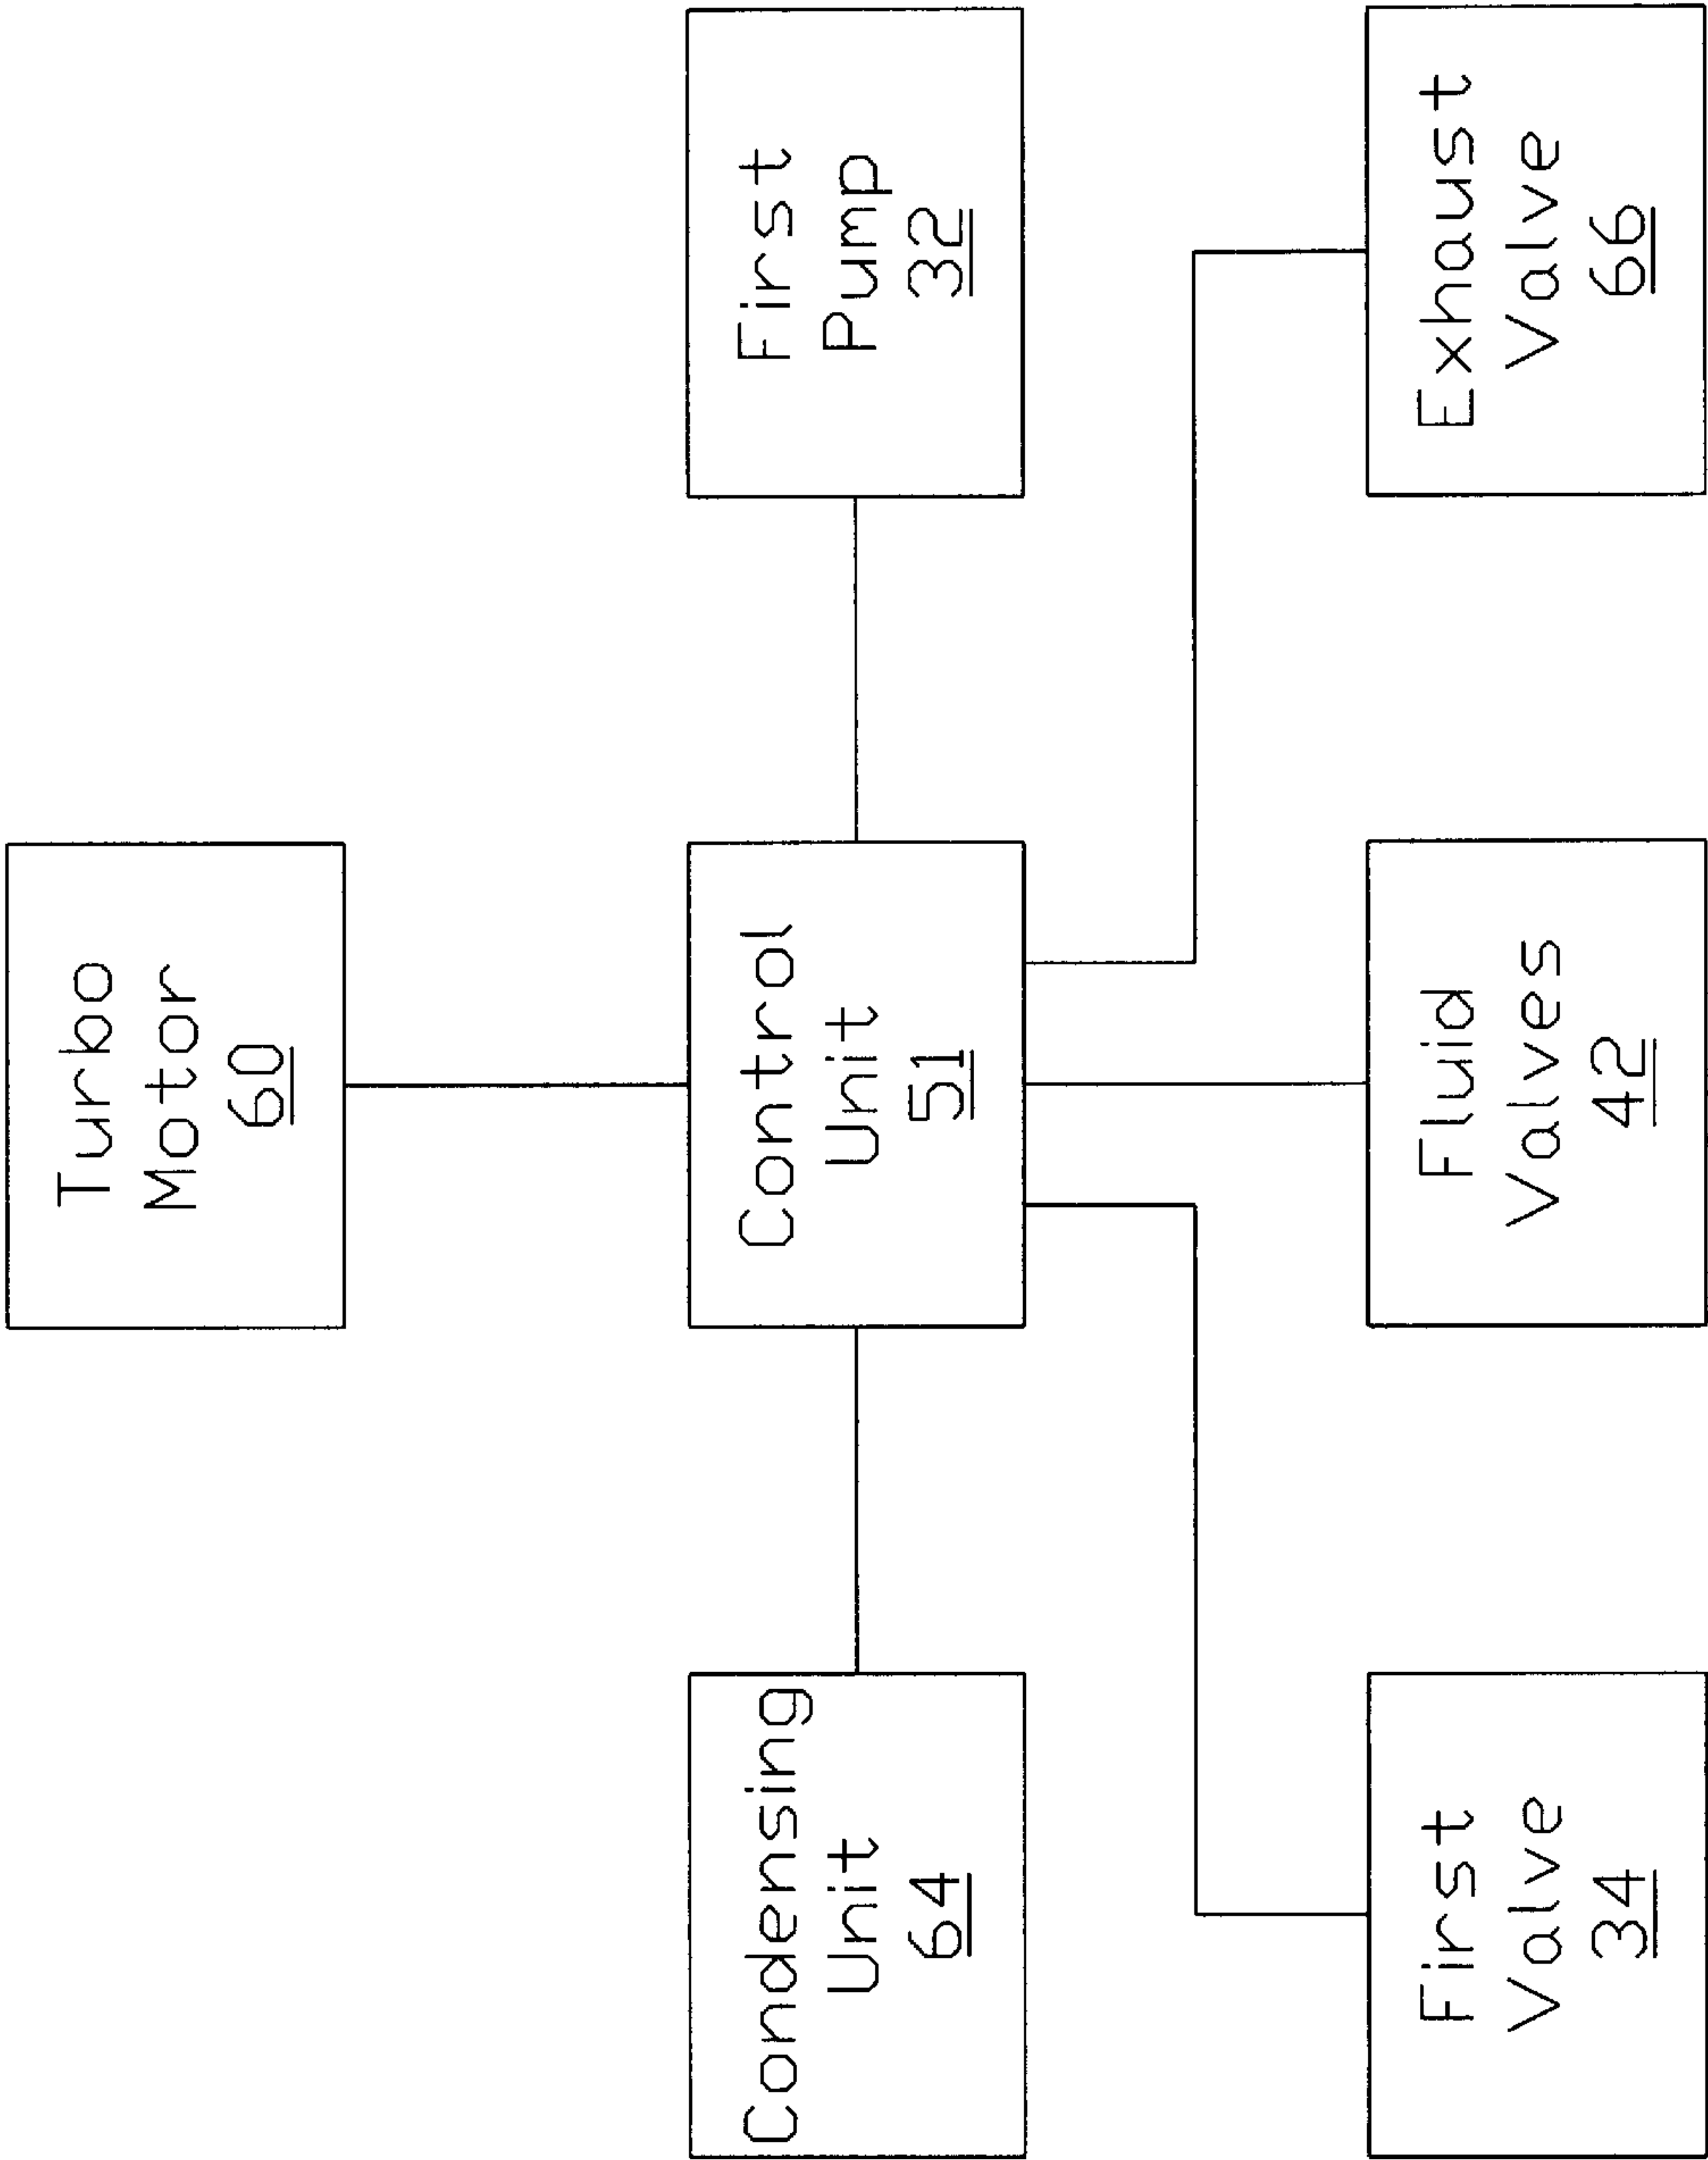 Turbo
Motor
60
Condensing
Unit
64
Control
Unit
51
First
Pump
32
First
Valve
34
Fluid
Valves
42
Exhaust
Valve
66